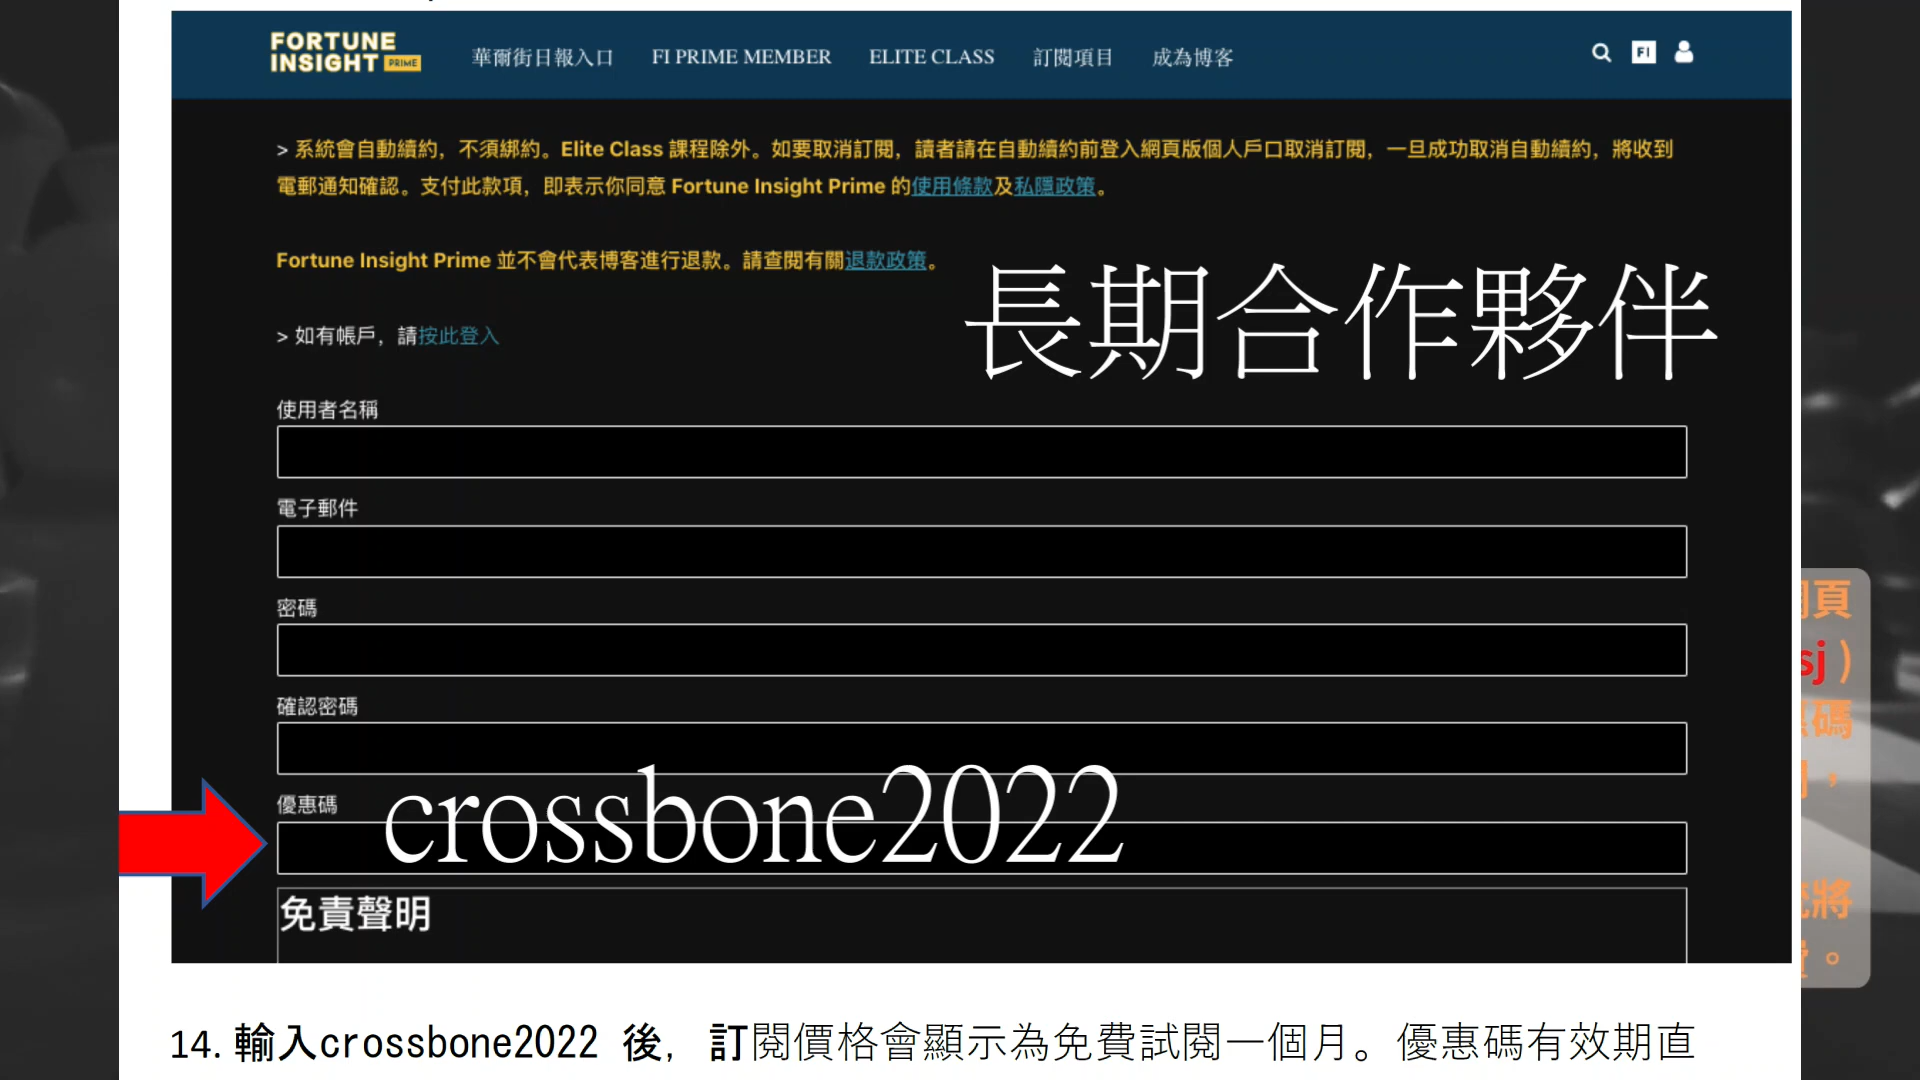 FORTUNE
INSIGHT PRIME
華爾街日報入口 FI PRIME MEMBER ELITE CLASS 訂閱項目 成為博客
FI
> 系統會自動續約，不須綁約。Elite Class 課程除外。如要取消訂閱，讀者請在自動續約前登入網頁版個人戶口取消訂閱，一旦成功取消自動續約，將收到
電郵通知確認。支付此款項，即表示你同意 Fortune Insight Prime 的使用條款及私隱政策。
Fortune Insight Prime 並不會代表博客進行退款。請查閱有關退款政策。
長期合作夥伴
> 如有帳戶，請按此登入
使用者名稱
電子郵件
密碼
確認密碼
優惠碼
crossbone2022
免責聲明
頁
sj )
碼
，
將
。
14. 輸入crossbone2022 後，訂閱價格會顯示為免費試閱一個月。優惠碼有效期直